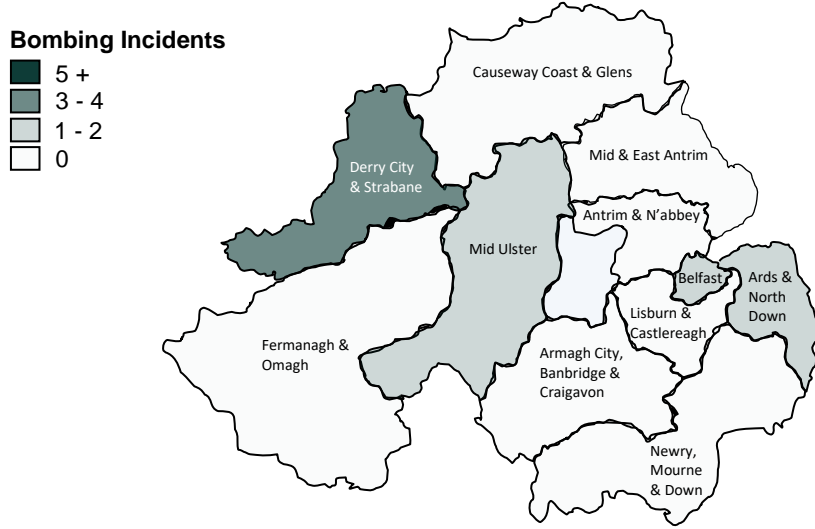 Bombing Incidents
5 +
3 - 4
1 - 2
0
Causeway Coast & Glens
Mid & East Antrim
Derry City
& Strabane
Antrim & N'abbey
Mid Ulster
Belfast
Ards &
North
Down
Lisburn &
Castlereagh
Fermanagh &
Omagh
Armagh City,
Banbridge &
Craigavon
Newry,
Mourne
& Down